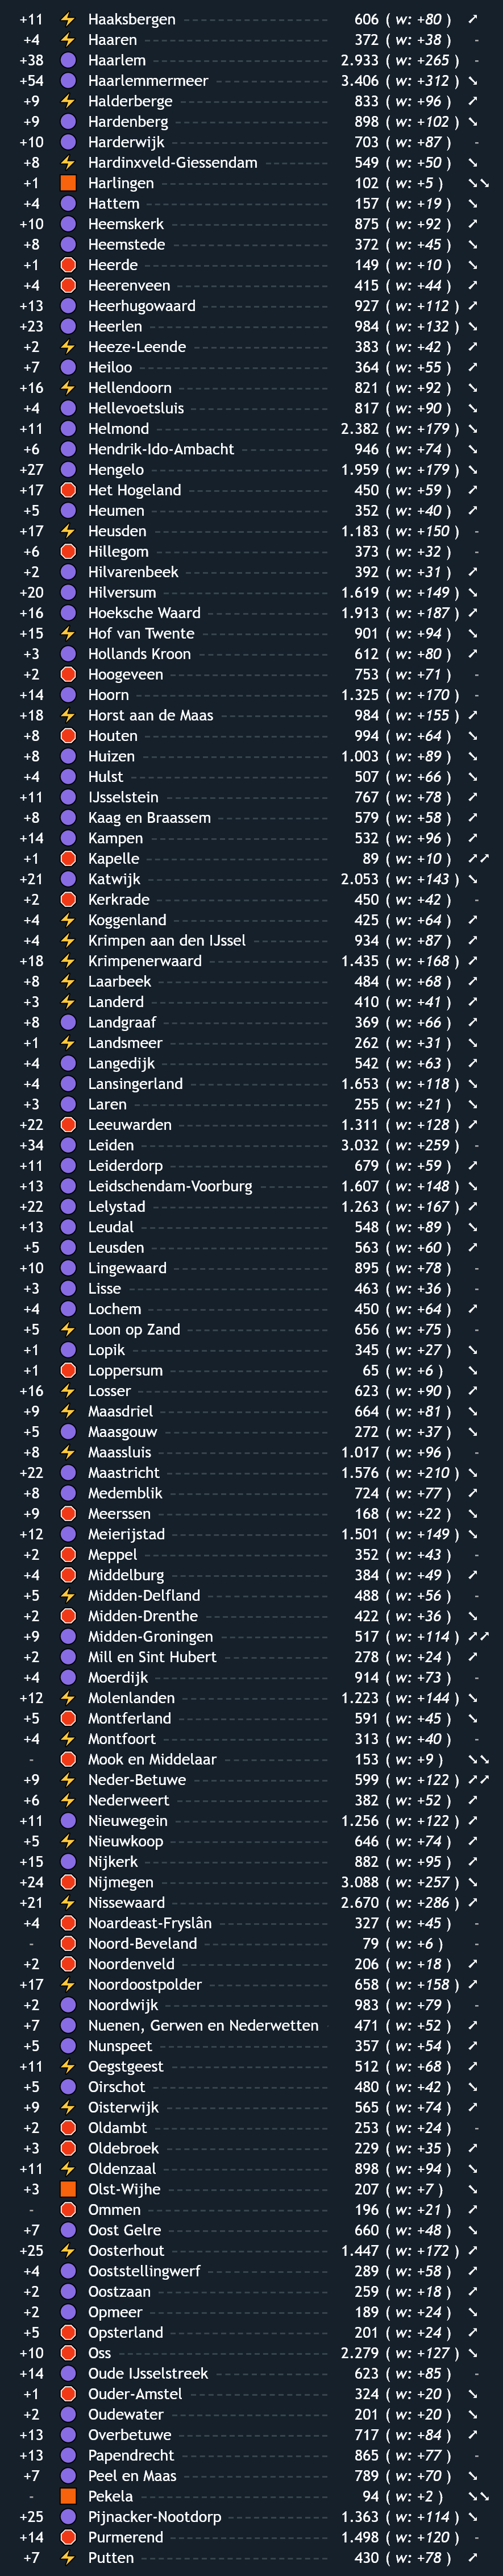 +11 ⚡ Haaksbergen 606 ( w: +80 ) ↗
+4 ⚡ Haaren 372 ( w: +38 ) -
+38 Haarlem 2.933 ( w: +265 ) -
+54 Haarlemmermeer 3.406 ( w: +312 ) ↘
+9 ⚡ Halderberge 833 ( w: +96 ) ↗
+9 Hardenberg 898 ( w: +102 ) ↘
+10 Harderwijk 703 ( w: +87 ) -
+8 ⚡ Hardinxveld-Giessendam 549 ( w: +50 ) ↘
+1 Harlingen 102 ( w: +5 ) ↘↘
+4 Hattem 157 ( w: +19 ) ↘
+10 Heemskerk 875 ( w: +92 ) ↗
+8 Heemstede 372 ( w: +45 ) ↘
+1 Heerde 149 ( w: +10 ) ↘
+4 Heerenveen 415 ( w: +44 ) ↗
+13 Heerhugowaard 927 ( w: +112 ) ↗
+23 Heerlen 984 ( w: +132 ) ↘
+2 ⚡ Heeze-Leende 383 ( w: +42 ) ↗
+7 Heiloo 364 ( w: +55 ) ↗
+16 ⚡ Hellendoorn 821 ( w: +92 ) ↘
+4 Hellevoetsluis 817 ( w: +90 ) ↘
+11 Helmond 2.382 ( w: +179 ) ↘
+6 Hendrik-Ido-Ambacht 946 ( w: +74 ) ↘
+27 Hengelo 1.959 ( w: +179 ) ↘
+17 Het Hogeland 450 ( w: +59 ) ↗
+5 Heumen 352 ( w: +40 ) ↗
+17 ⚡ Heusden 1.183 ( w: +150 ) -
+6 Hillegom 373 ( w: +32 ) -
+2 Hilvarenbeek 392 ( w: +31 ) ↗
+20 Hilversum 1.619 ( w: +149 ) ↘
+16 Hoeksche Waard 1.913 ( w: +187 ) ↗
+15 ⚡ Hof van Twente 901 ( w: +94 ) ↘
+3 Hollands Kroon 612 ( w: +80 ) ↗
+2 Hoogeveen 753 ( w: +71 ) -
+14 Hoorn 1.325 ( w: +170 ) -
+18 ⚡ Horst aan de Maas 984 ( w: +155 ) ↗
+8 Houten 994 ( w: +64 ) ↘
+8 Huizen 1.003 ( w: +89 ) ↘
+4 Hulst 507 ( w: +66 ) ↘
+11 IJsselstein 767 ( w: +78 ) ↗
+8 Kaag en Braassem 579 ( w: +58 ) ↗
+14 Kampen 532 ( w: +96 ) ↗
+1 Kapelle 89 ( w: +10 ) ↗↗
+21 Katwijk 2.053 ( w: +143 ) ↘
+2 Kerkrade 450 ( w: +42 ) -
+4 ⚡ Koggenland 425 ( w: +64 ) ↗
+4 ⚡ Krimpen aan den IJssel 934 ( w: +87 ) ↗
+18 ⚡ Krimpenerwaard 1.435 ( w: +168 ) ↗
+8 ⚡ Laarbeek 484 ( w: +68 ) ↗
+3 ⚡ Landerd 410 ( w: +41 ) ↗
+8 Landgraaf 369 ( w: +66 ) ↗
+1 ⚡ Landsmeer 262 ( w: +31 ) ↘
+4 Langedijk 542 ( w: +63 ) ↗
+4 Lansingerland 1.653 ( w: +118 ) ↘
+3 Laren 255 ( w: +21 ) ↘
+22 Leeuwarden 1.311 ( w: +128 ) ↗
+34 Leiden 3.032 ( w: +259 ) -
+11 Leiderdorp 679 ( w: +59 ) ↗
+13 Leidschendam-Voorburg 1.607 ( w: +148 ) ↘
+22 Lelystad 1.263 ( w: +167 ) ↗
+13 Leudal 548 ( w: +89 ) ↘
+5 Leusden 563 ( w: +60 ) ↗
+10 Lingewaard 895 ( w: +78 ) -
+3 Lisse 463 ( w: +36 ) -
+4 Lochem 450 ( w: +64 ) ↗
+5 ⚡ Loon op Zand 656 ( w: +75 ) -
+1 Lopik 345 ( w: +27 ) ↘
+1 Loppersum 65 ( w: +6 ) ↘
+16 ⚡ Losser 623 ( w: +90 ) ↗
+9 ⚡ Maasdriel 664 ( w: +81 ) ↘
+5 Maasgouw 272 ( w: +37 ) ↘
+8 ⚡ Maassluis 1.017 ( w: +96 ) -
+22 Maastricht 1.576 ( w: +210 ) ↘
+8 Medemblik 724 ( w: +77 ) ↗
+9 Meerssen 168 ( w: +22 ) ↘
+12 Meierijstad 1.501 ( w: +149 ) ↘
+2 Meppel 352 ( w: +43 ) -
+4 Middelburg 384 ( w: +49 ) ↗
+5 ⚡ Midden-Delfland 488 ( w: +56 ) -
+2 Midden-Drenthe 422 ( w: +36 ) ↘
+9 Midden-Groningen 517 ( w: +114 ) ↗↗
+2 Mill en Sint Hubert 278 ( w: +24 ) ↗
+4 Moerdijk 914 ( w: +73 ) -
+12 ⚡ Molenlanden 1.223 ( w: +144 ) ↘
+5 Montferland 591 ( w: +45 ) ↘
+4 ⚡ Montfoort 313 ( w: +40 ) -
- Mook en Middelaar 153 ( w: +9 ) ↘↘
+9 ⚡ Neder-Betuwe 599 ( w: +122 ) ↗↗
+6 ⚡ Nederweert 382 ( w: +52 ) ↗
+11 Nieuwegein 1.256 ( w: +122 ) ↗
+5 ⚡ Nieuwkoop 646 ( w: +74 ) ↗
+15 Nijkerk 882 ( w: +95 ) ↗
+24 Nijmegen 3.088 ( w: +257 ) ↘
+21 ⚡ Nissewaard 2.670 ( w: +286 ) ↗
+4 Noardeast-Fryslân 327 ( w: +45 ) -
- Noord-Beveland 79 ( w: +6 ) -
+2 Noordenveld 206 ( w: +18 ) ↗
+17 ⚡ Noordoostpolder 658 ( w: +158 ) ↗
+2 Noordwijk 983 ( w: +79 ) -
+7 Nuenen, Gerwen en Nederwetten 471 ( w: +52 ) ↗
+5 Nunspeet 357 ( w: +54 ) ↗
+11 ⚡ Oegstgeest 512 ( w: +68 ) ↗
+5 Oirschot 480 ( w: +42 ) ↘
+9 ⚡ Oisterwijk 565 ( w: +74 ) ↗
+2 Oldambt 253 ( w: +24 ) -
+3 Oldebroek 229 ( w: +35 ) ↗
+11 ⚡ Oldenzaal 898 ( w: +94 ) ↘
+3 Olst-Wijhe 207 ( w: +7 ) ↘
- Ommen 196 ( w: +21 ) ↗
+7 Oost Gelre 660 ( w: +48 ) ↘
+25 ⚡ Oosterhout 1.447 ( w: +172 ) ↗
+4 Ooststellingwerf 289 ( w: +58 ) ↗
+2 Oostzaan 259 ( w: +18 ) ↗
+2 Opmeer 189 ( w: +24 ) ↘
+5 Opsterland 201 ( w: +24 ) ↗
+10 Oss 2.279 ( w: +127 ) ↘
+14 Oude IJsselstreek 623 ( w: +85 ) -
+1 Ouder-Amstel 324 ( w: +20 ) ↘
+2 Oudewater 201 ( w: +20 ) ↘
+13 Overbetuwe 717 ( w: +84 ) ↗
+13 Papendrecht 865 ( w: +77 ) -
+7 Peel en Maas 789 ( w: +70 ) ↘
- Pekela 94 ( w: +2 ) ↘↘
+25 Pijnacker-Nootdorp 1.363 ( w: +114 ) ↘
+14 Purmerend 1.498 ( w: +120 ) -
+7 ⚡ Putten 430 ( w: +78 ) ↗